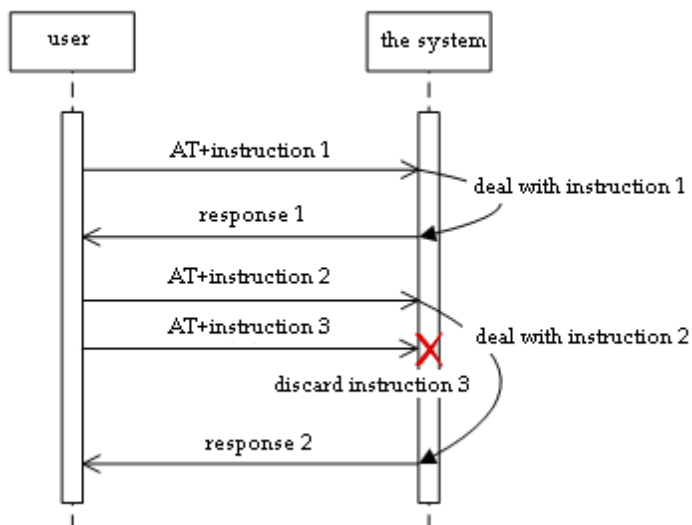 user
the system
AT+instruction 1
deal with instruction 1
response 1
AT+instruction 2
AT+instruction 3
deal with instruction 2
discard instruction 3
response 2